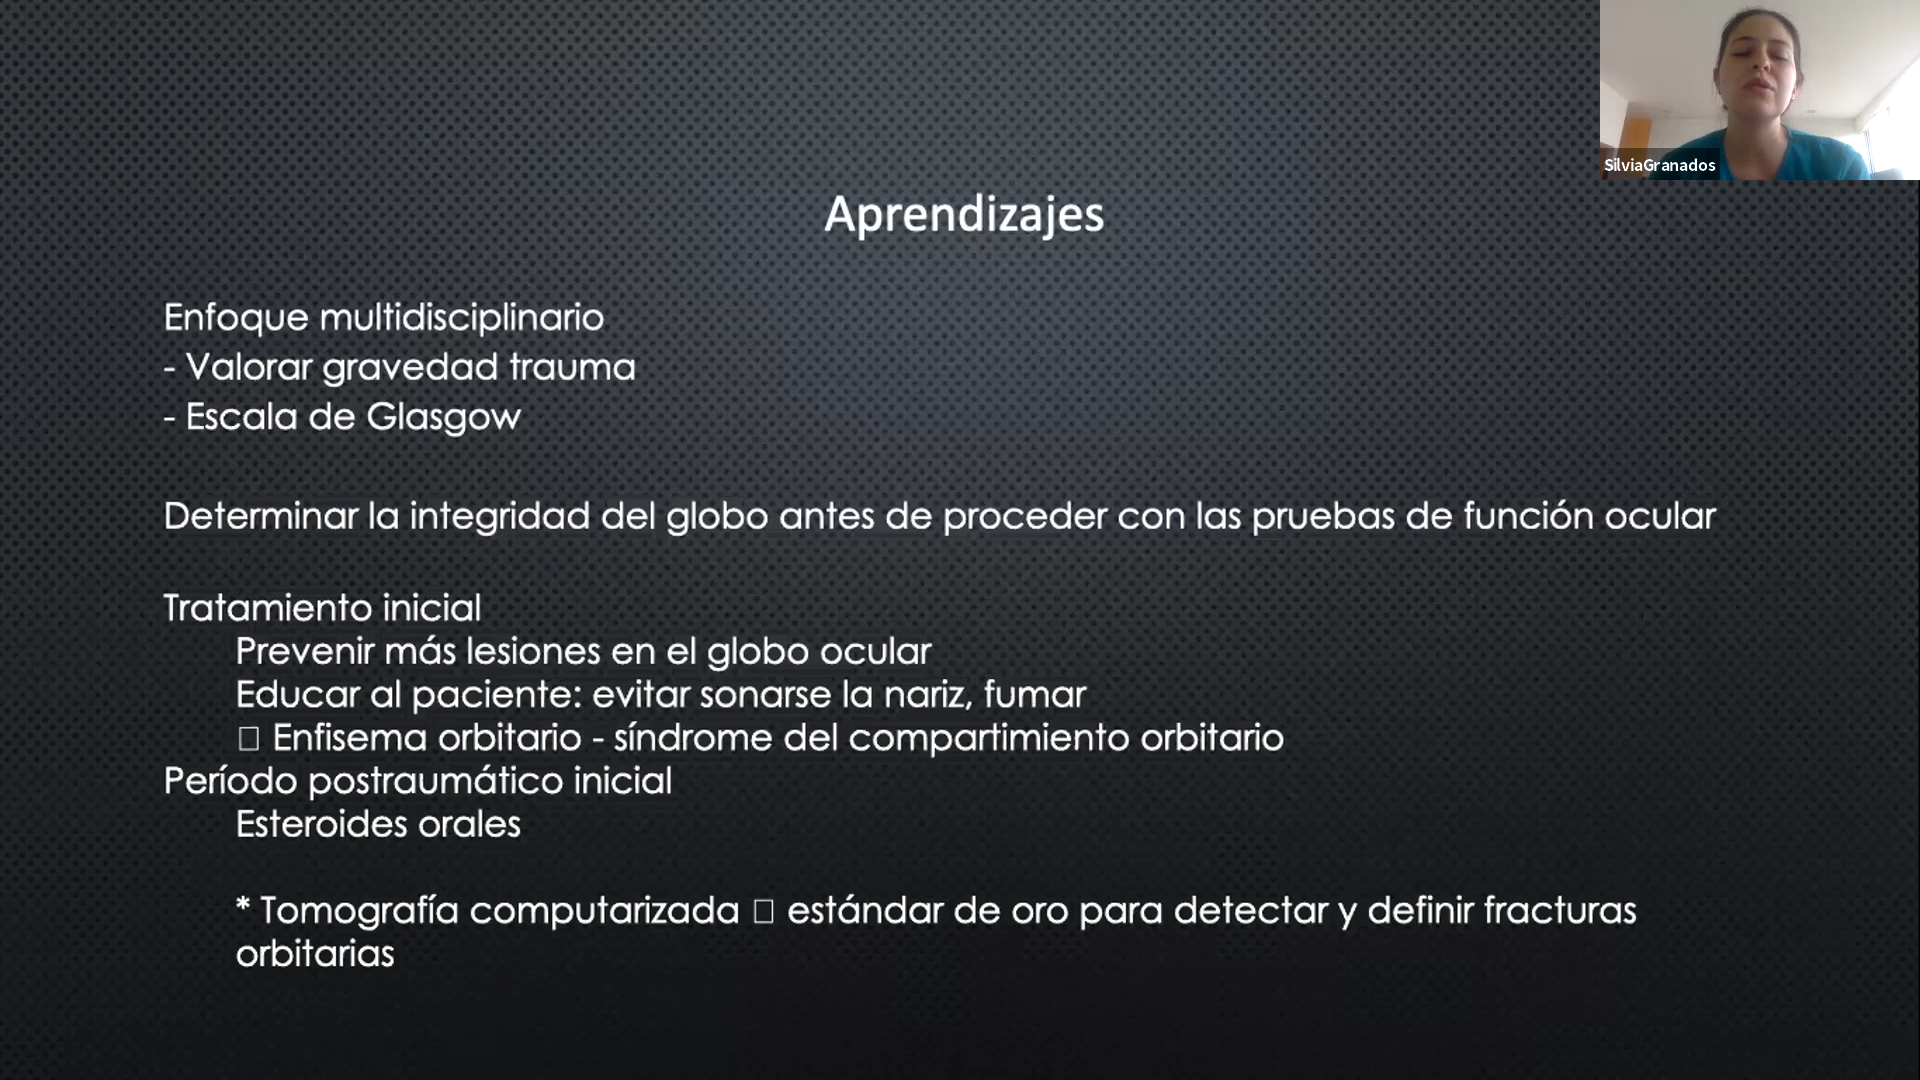 SilviaGranados
Aprendizajes
Enfoque multidisciplinario
- Valorar gravedad trauma
- Escala de Glasgow
Determinar la integridad del globo antes de proceder con las pruebas de función ocular
Tratamiento inicial
Prevenir más lesiones en el globo ocular
Educar al paciente: evitar sonarse la nariz, fumar
□ Enfisema orbitario - síndrome del compartimiento orbitario
Período postraumático inicial
Esteroides orales
* Tomografía computarizada □ estándar de oro para detectar y definir fracturas
orbitarias